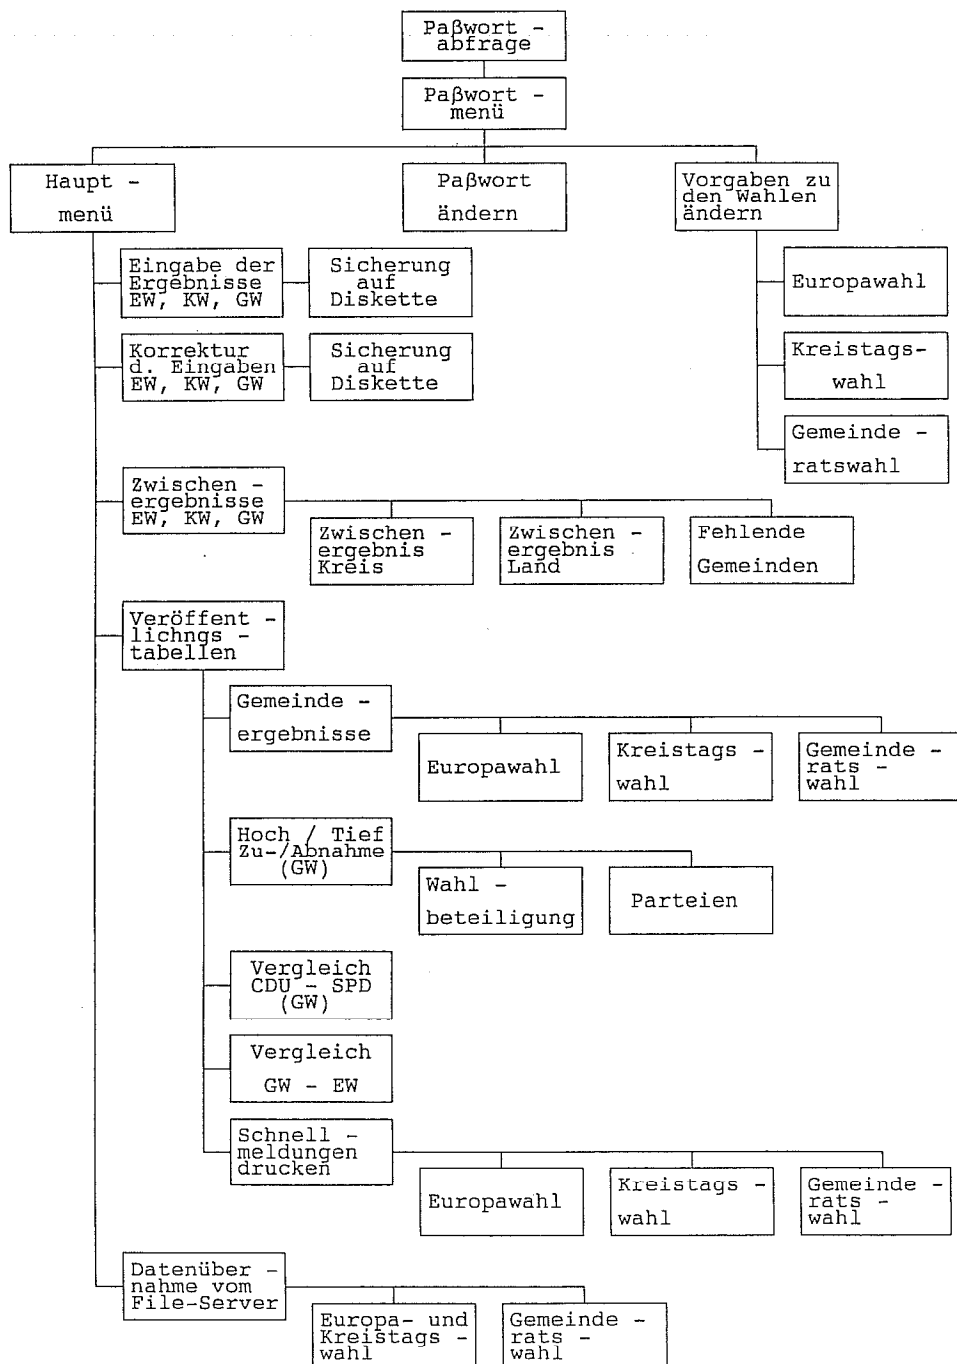 Paßwort -
abfrage
Paßwort -
menü
Haupt -
menü
Paßwort
ändern
Vorgaben zu
den Wahlen
ändern
Eingabe der
Ergebnisse
EW, KW, GW
Sicherung
auf
Diskette
Europawahl
Korrektur
d. Eingaben
EW, KW, GW
Sicherung
auf
Diskette
Kreistags-
wahl
Gemeinde -
ratswahl
Zwischen -
ergebnisse
EW, KW, GW
Zwischen -
ergebnis
Kreis
Zwischen -
ergebnis
Land
Fehlende
Gemeinden
Veröffent -
lichngs -
tabellen
Gemeinde -
ergebnisse
Europawahl
Kreistags -
wahl
Gemeinde -
rats -
wahl
Hoch / Tief
Zu-/Abnahme
(GW)
Wahl -
beteiligung
Parteien
Vergleich
CDU - SPD
(GW)
Vergleich
GW - EW
Schnell -
meldungen
drucken
Europawahl
Kreistags -
wahl
Gemeinde -
rats -
wahl
Datenüber -
nahme vom
File-Server
Europa- und
Kreistags -
wahl
Gemeinde -
rats -
wahl